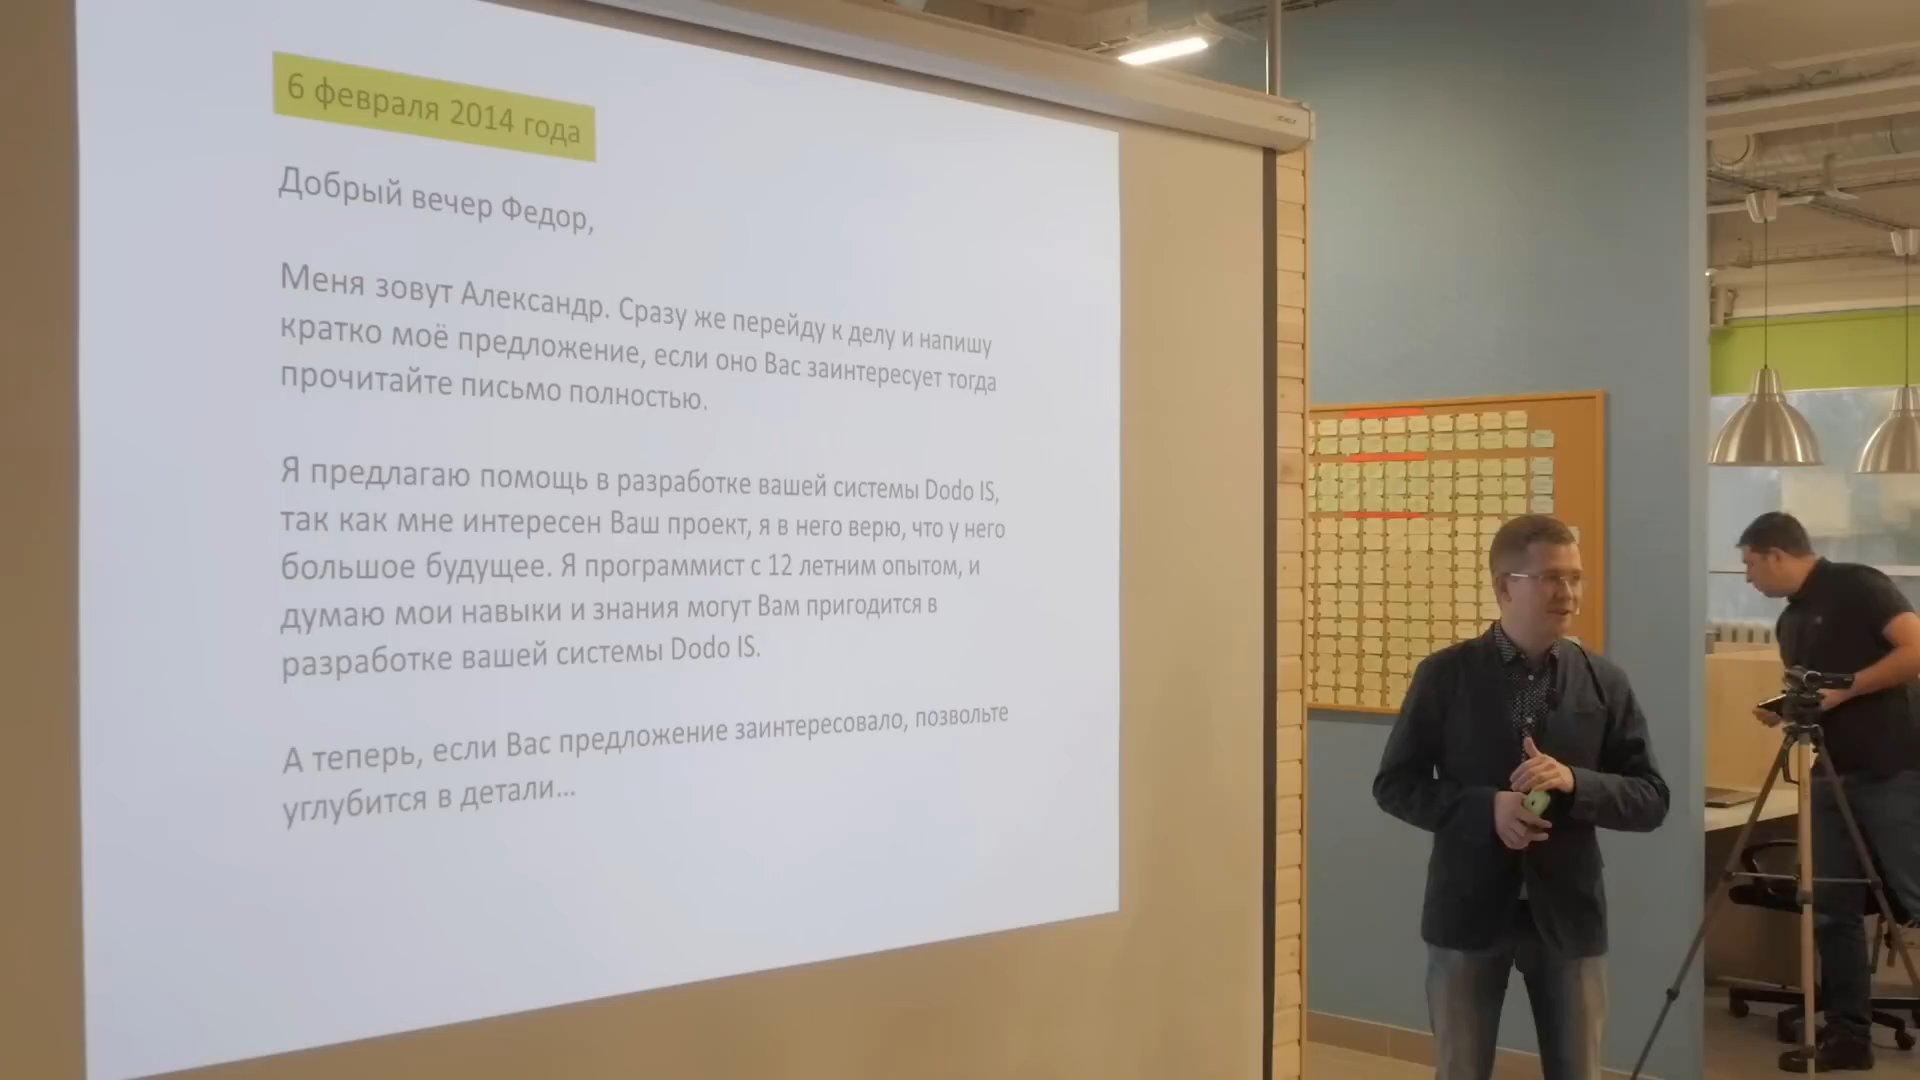 6 февраля 2014 года
Добрый вечер Федор,
Меня зовут Александр. Сразу же перейду к делу и напишу
кратко моё предложение, если оно Вас заинтересует тогда
прочитайте письмо полностью.
Я предлагаю помощь в разработке вашей системы Dodo IS,
так как мне интересен Ваш проект, я в него верю, что у него
большое будущее. Я программист с 12 летним опытом, и
думаю мои навыки и знания могут Вам пригодится в
разработке вашей системы Dodo IS.
А теперь, если Вас предложение заинтересовало, позвольте
углубится в детали...